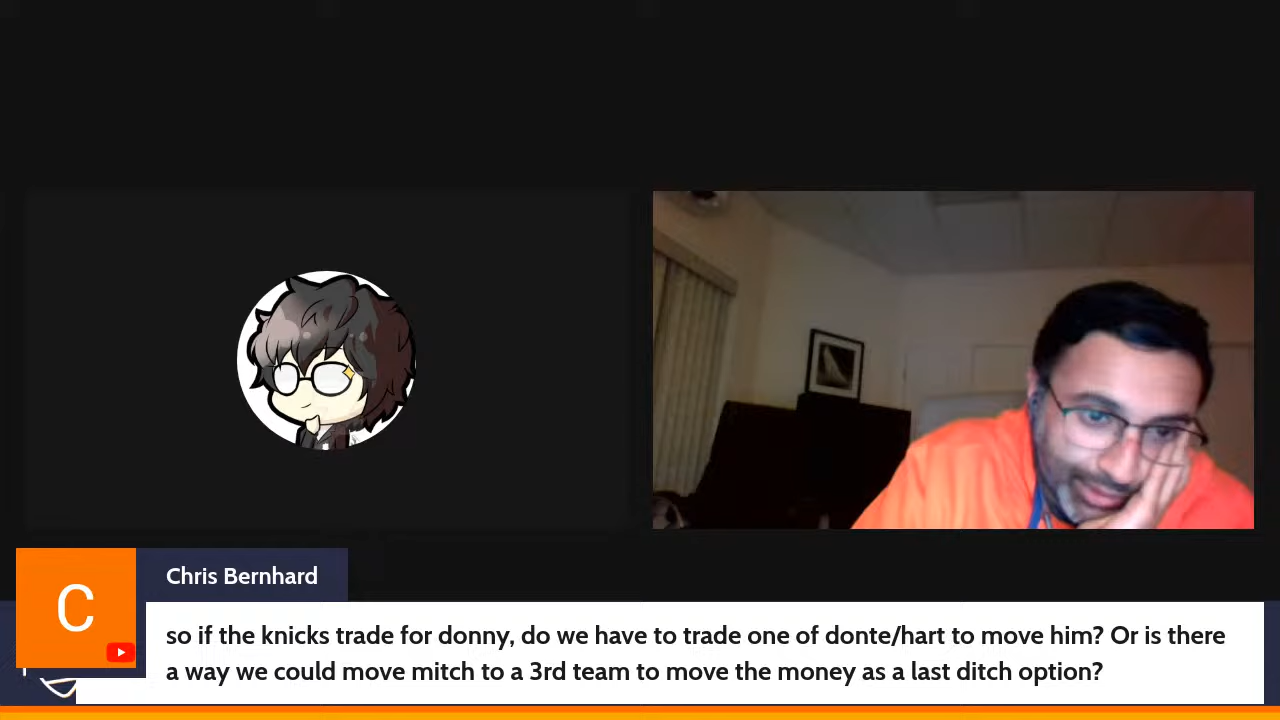 C
Chris Bernhard
so if the knicks trade for donny, do we have to trade one of donte/hart to move him? Or is there
a way we could move mitch to a 3rd team to move the money as a last ditch option?